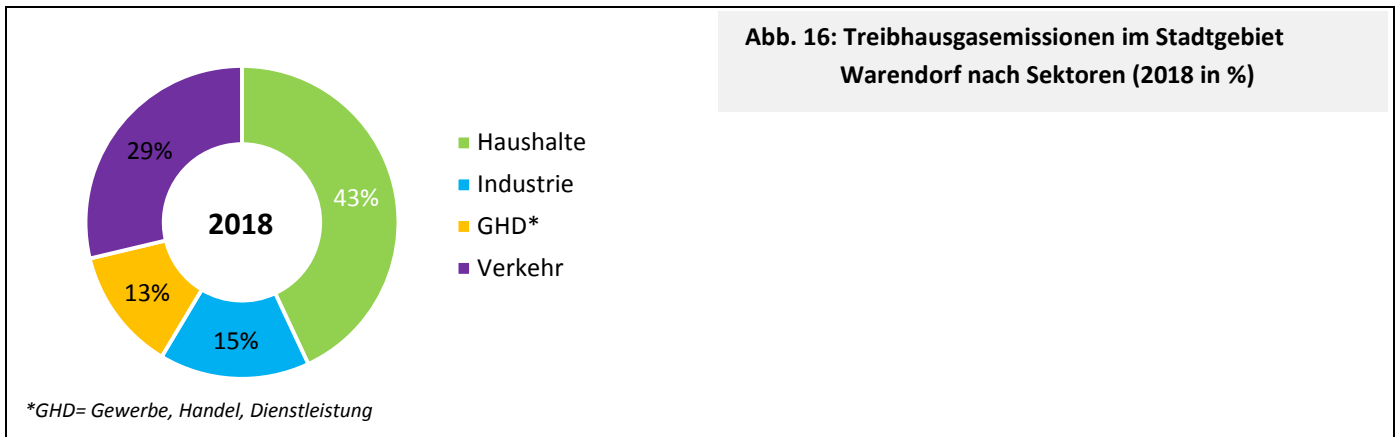 Abb. 16: Treibhausgasemissionen im Stadtgebiet
Warendorf nach Sektoren (2018 in %)
29%
43%
2018
13%
15%
Haushalte
Industrie
GHD*
Verkehr
*GHD= Gewerbe, Handel, Dienstleistung